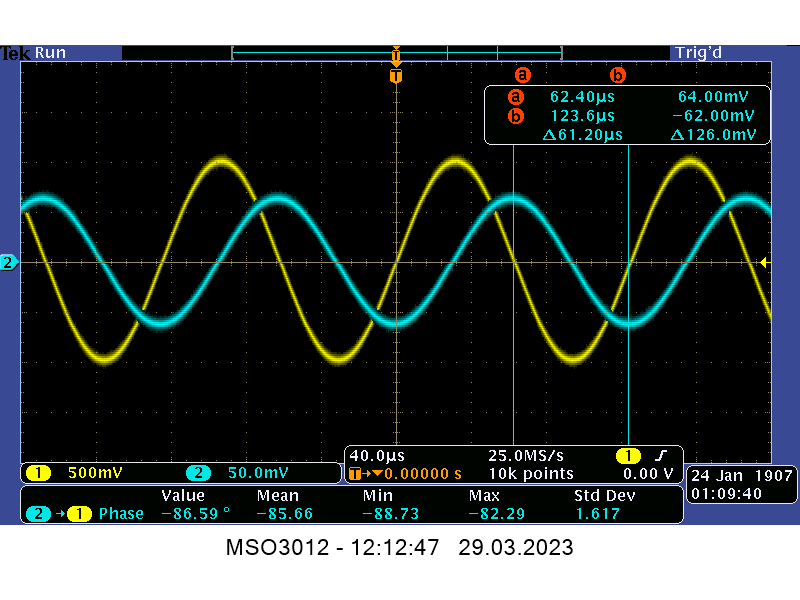 Tek Run Trig'd
T
T a b
a 62.40µs 64.00mV
b 123.6µs −62.00mV
Δ61.20µs Δ126.0mV
2
1 500mV 2 50.0mV
40.0µs 25.0MS/s 1
T→▼0.00000 s 10k points 0.00 V
24 Jan 1907
01:09:40
Value Mean Min Max Std Dev
2 →1 Phase −86.59 ° −85.66 −88.73 −82.29 1.617
MSO3012 - 12:12:47 29.03.2023